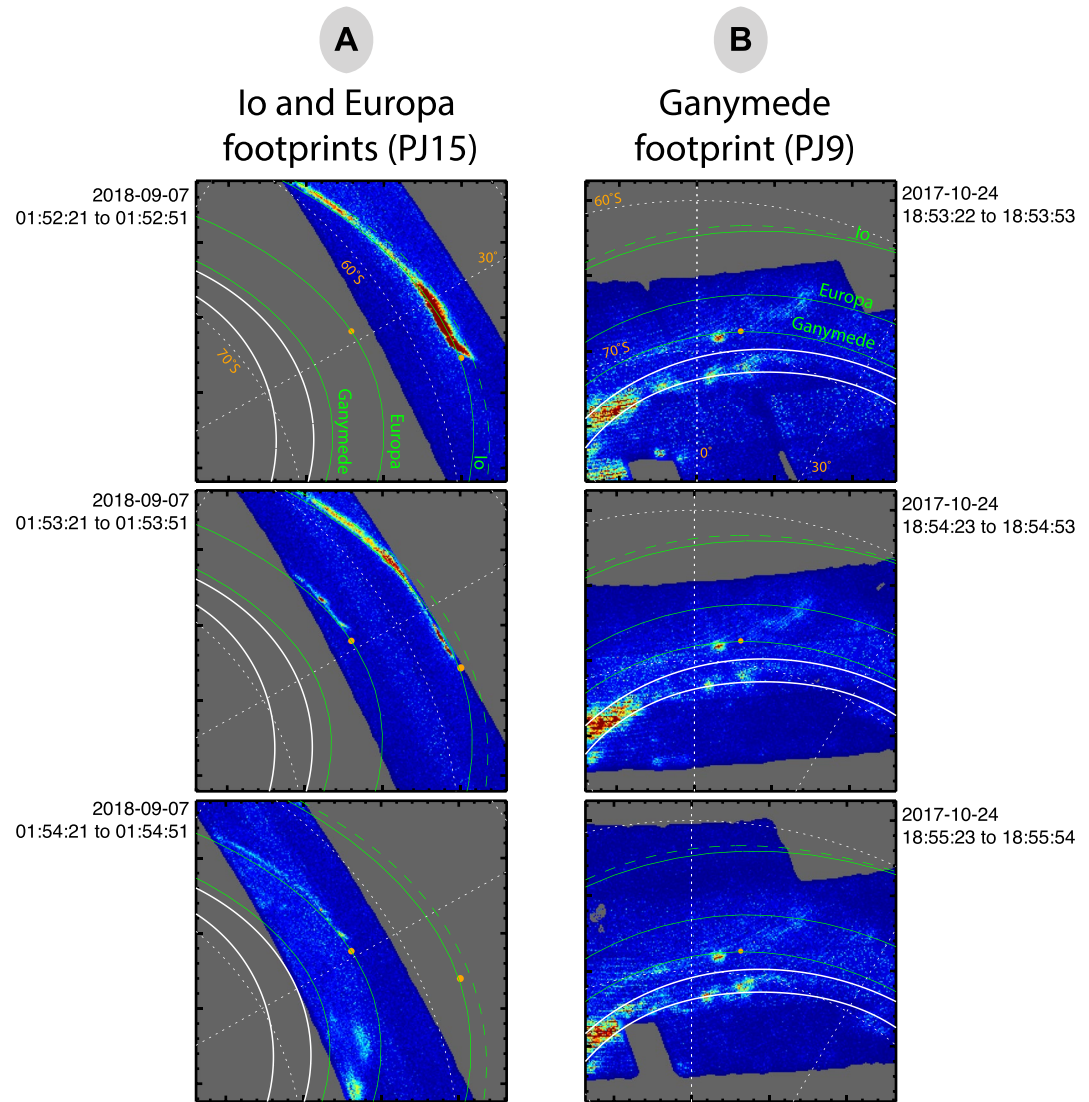 A
B
Io and Europa
footprints (PJ15)
Ganymede
footprint (PJ9)
2018-09-07
01:52:21 to 01:52:51
60°S
30°
70°S
Ganymede
Europa
Io
2017-10-24
18:53:22 to 18:53:53
60°S
Io
Europa
Ganymede
70°S
0°
30°
2018-09-07
01:53:21 to 01:53:51
2017-10-24
18:54:23 to 18:54:53
2018-09-07
01:54:21 to 01:54:51
2017-10-24
18:55:23 to 18:55:54